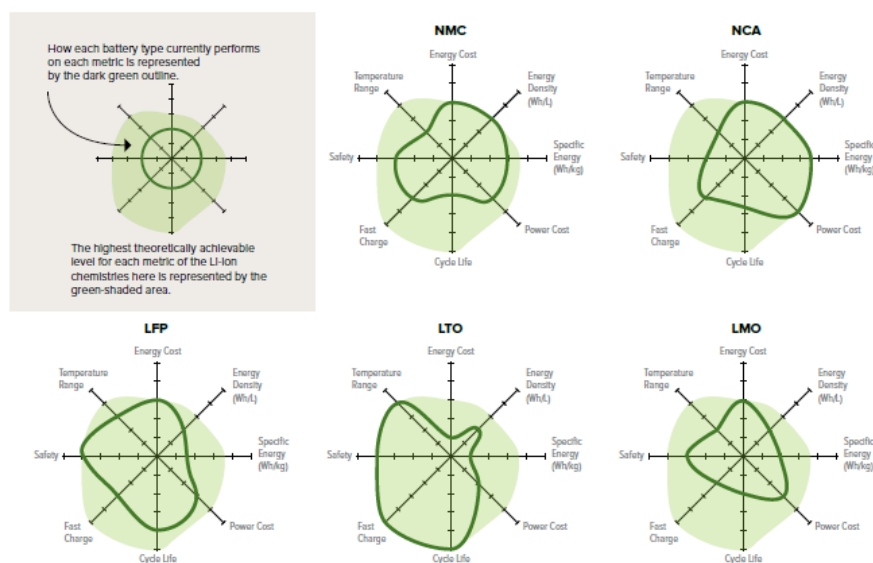 How each battery type currently performs
on each metric is represented
by the dark green outline.
The highest theoretically achievable
level for each metric of the Li-ion
chemistries here is represented by the
green-shaded area.
NMC
Energy Cost
Temperature
Range
Energy
Density
(Wh/L)
Safety
Specific
Energy
(Wh/kg)
Fast
Charge
Power Cost
Cycle Life
NCA
Energy Cost
Temperature
Range
Energy
Density
(Wh/L)
Safety
Specific
Energy
(Wh/kg)
Fast
Charge
Power Cost
Cycle Life
LFP
Energy Cost
Temperature
Range
Energy
Density
(Wh/L)
Safety
Specific
Energy
(Wh/kg)
Fast
Charge
Power Cost
Cycle Life
LTO
Energy Cost
Temperature
Range
Energy
Density
(Wh/L)
Safety
Specific
Energy
(Wh/kg)
Fast
Charge
Power Cost
Cycle Life
LMO
Energy Cost
Temperature
Range
Energy
Density
(Wh/L)
Safety
Specific
Energy
(Wh/kg)
Fast
Charge
Power Cost
Cycle Life